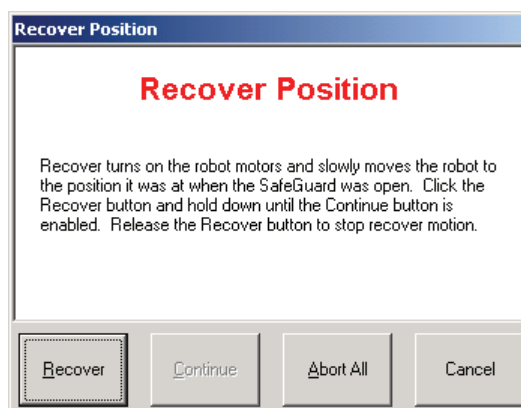 Recover Position
Recover Position
Recover turns on the robot motors and slowly moves the robot to
the position it was at when the SafeGuard was open.  Click the
Recover button and hold down until the Continue button is
enabled.  Release the Recover button to stop recover motion.
Recover Continue Abort All Cancel